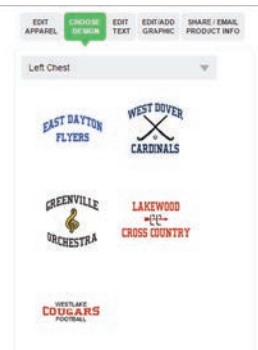 EDIT APPAREL
CHOOSE DESIGN
EDIT TEXT
EDIT/ADD GRAPHIC
SHARE / EMAIL PRODUCT INFO
Left Chest
EAST DAYTON
FLYERS
WEST DOVER
CARDINALS
GREENVILLE
ORCHESTRA
LAKEWOOD
CROSS COUNTRY
WESTLAKE
COUGARS
FOOTBALL